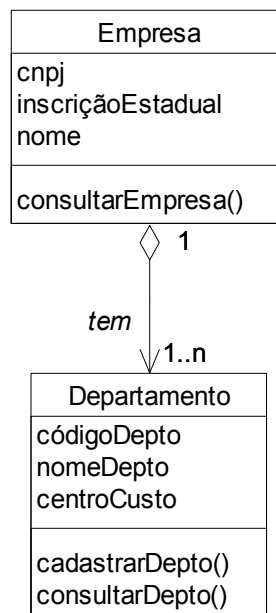 Empresa
cnpj
inscriçãoEstadual
nome
consultarEmpresa()
1
tem
1..n
Departamento
códigoDepto
nomeDepto
centroCusto
cadastrarDepto()
consultarDepto()